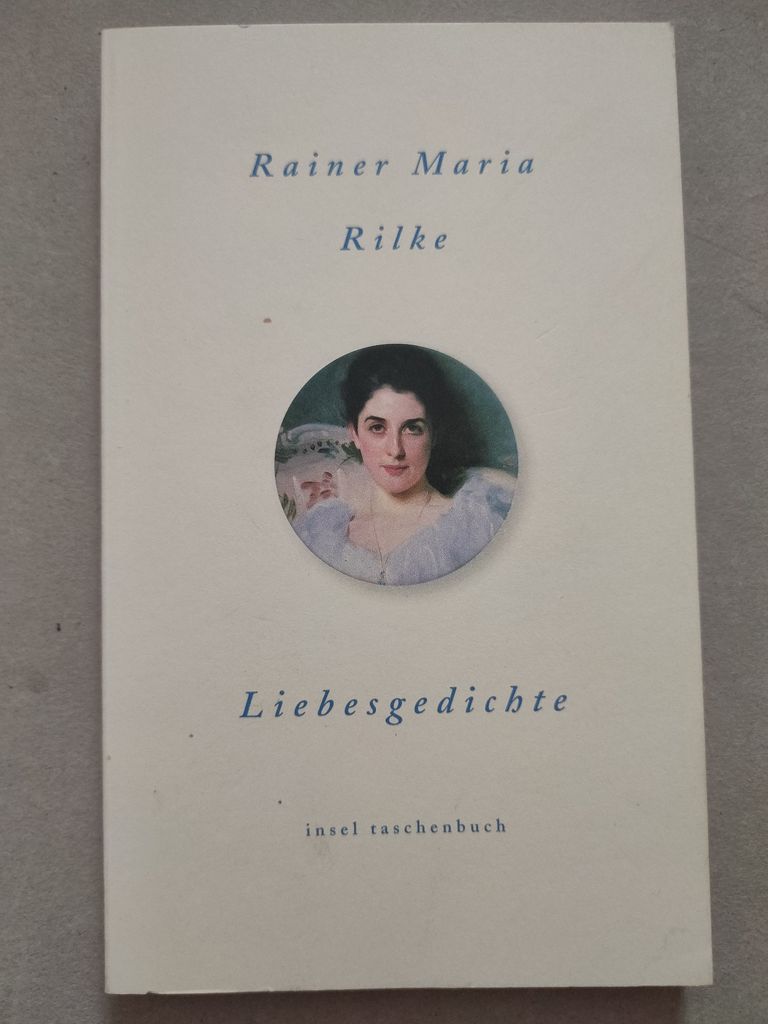 Rainer Maria
Rilke
Liebesgedichte
insel taschenbuch